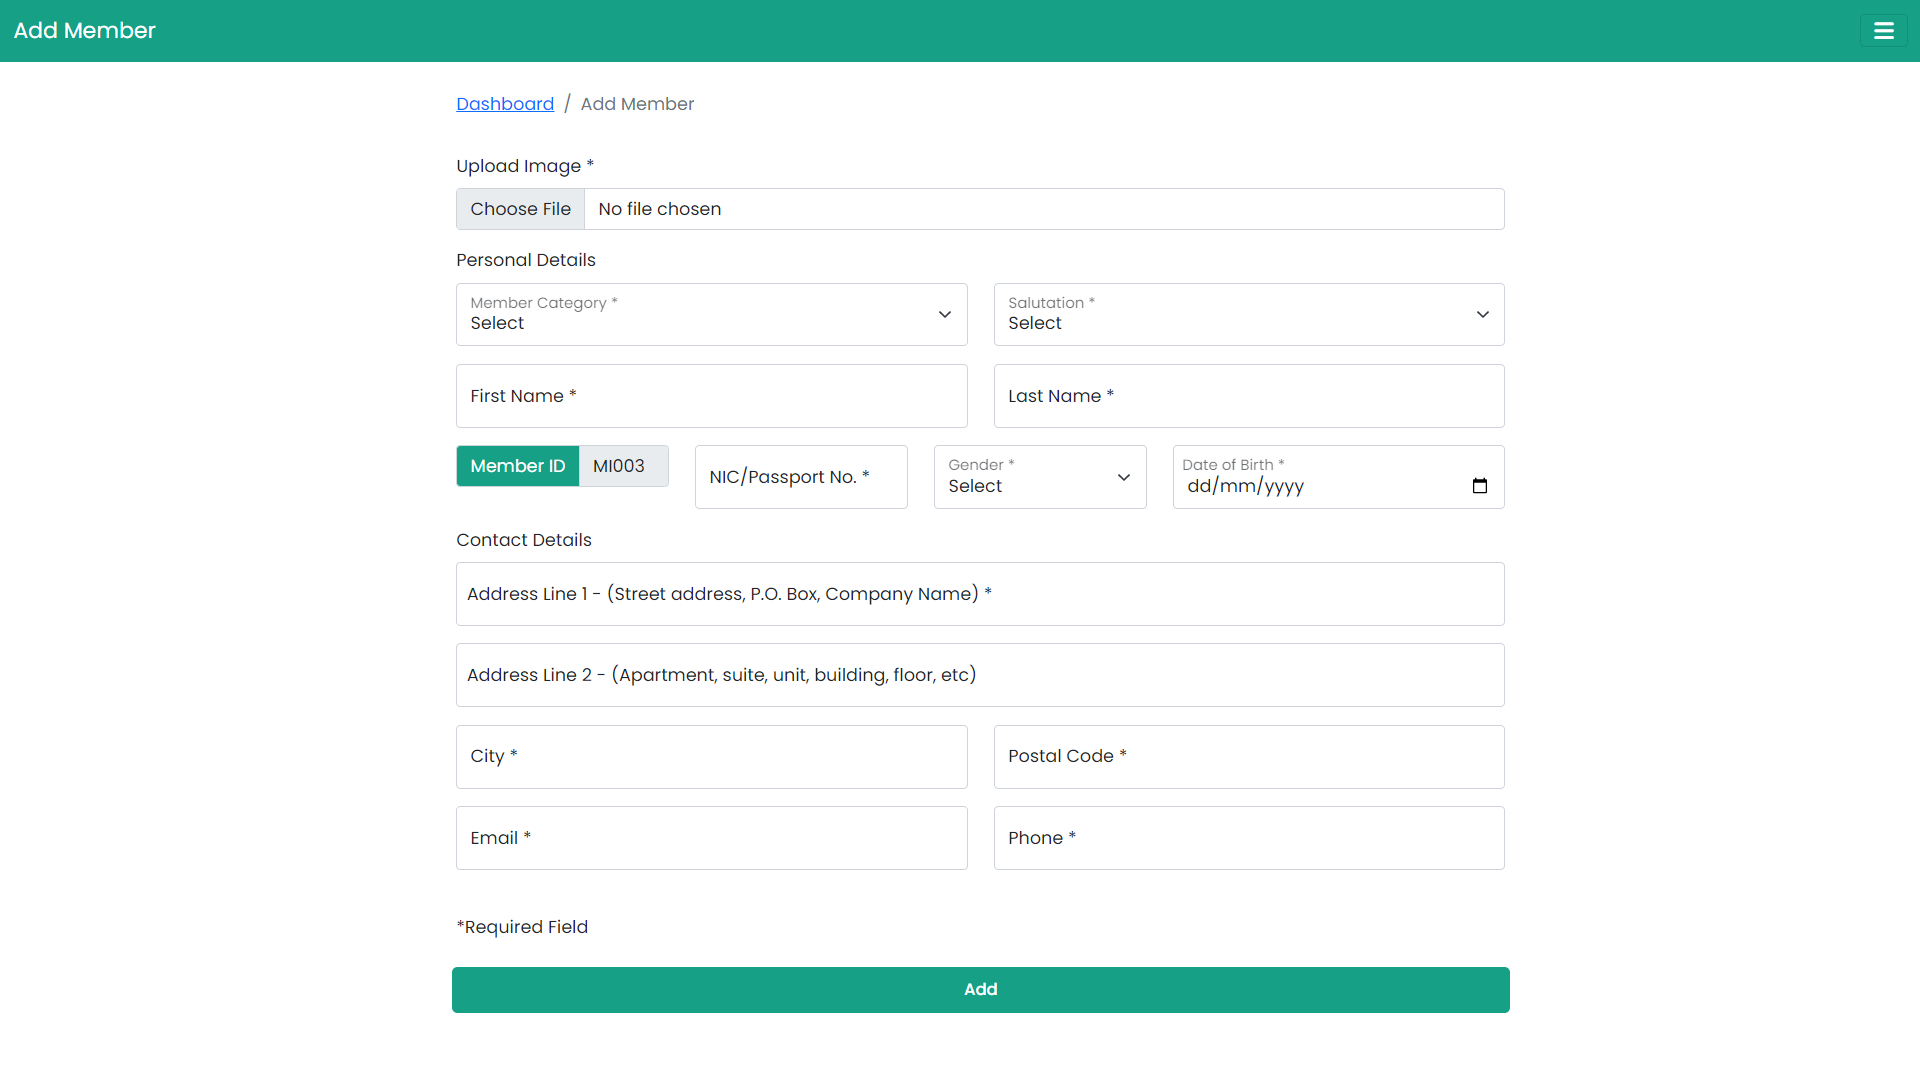 Add Member
Dashboard / Add Member
Upload Image *
Choose File No file chosen
Personal Details
Member Category *
Select
Salutation *
Select
First Name *
Last Name *
Member ID MI003
NIC/Passport No. *
Gender *
Select
Date of Birth *
dd/mm/yyyy
Contact Details
Address Line 1 - (Street address, P.O. Box, Company Name) *
Address Line 2 - (Apartment, suite, unit, building, floor, etc)
City *
Postal Code *
Email *
Phone *
*Required Field
Add